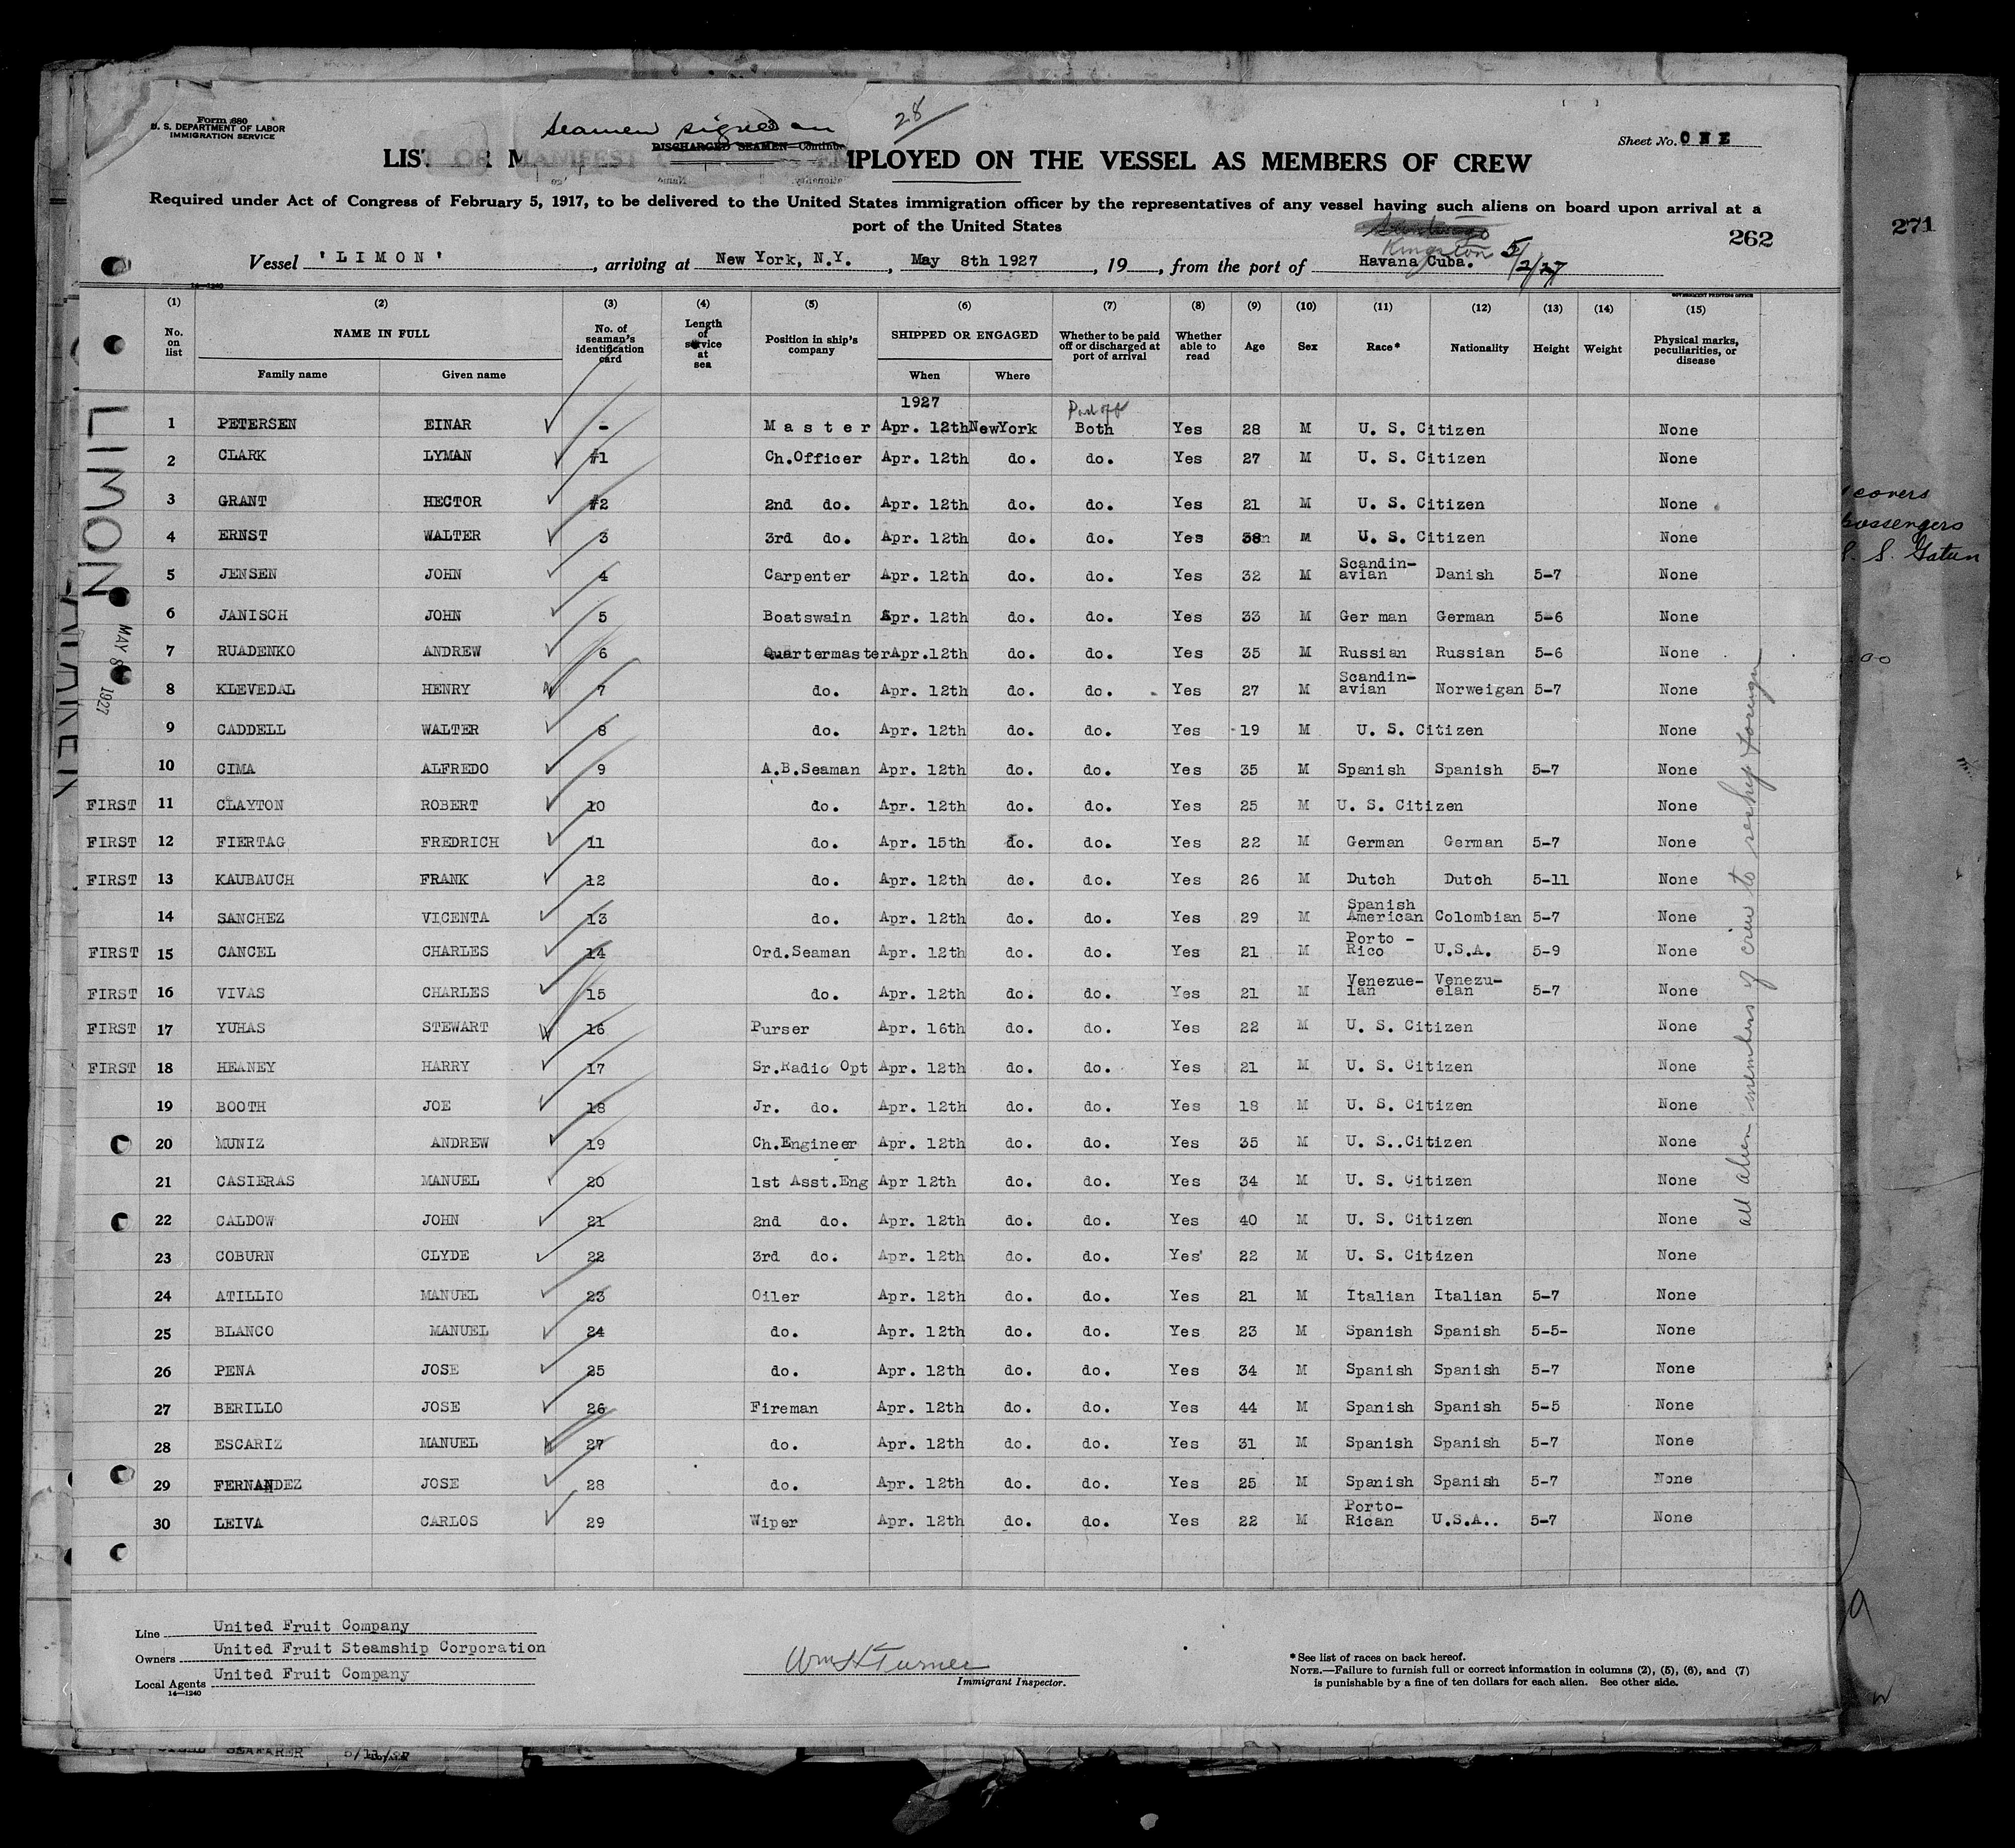 Form 680
U. S. DEPARTMENT OF LABOR
IMMIGRATION SERVICE
Seamen signed on
28
DISCHARGED SEAMEN Continu
Sheet No. ONE
LIST OR MANIFEST EMPLOYED ON THE VESSEL AS MEMBERS OF CREW
Required under Act of Congress of February 5, 1917, to be delivered to the United States immigration officer by the representatives of any vessel having such aliens on board upon arrival at a
port of the United States
271
262
Kingston 5/2/27
Vessel 'LIMON', arriving at New York, N.Y., May 8th 1927, 19, from the port of Havana Cuba.
14—1240
GOVERNMENT PRINTING OFFICE
(1) (2) (3) (4) (5) (6) (7) (8) (9) (10) (11) (12) (13) (14) (15)
No. on list NAME IN FULL No. of seaman's identification card Length of service at sea Position in ship's company SHIPPED OR ENGAGED Whether to be paid off or discharged at port of arrival Whether able to read Age Sex Race* Nationality Height Weight Physical marks, peculiarities, or disease
Family name Given name When Where
1927 Paid off
1 PETERSEN EINAR - Master Apr. 12th NewYork Both Yes 28 M U. S. Citizen None
2 CLARK LYMAN #1 Ch.Officer Apr. 12th do. do. Yes 27 M U. S. Citizen None
3 GRANT HECTOR #2 2nd do. Apr. 12th do. do. Yes 21 M U. S. Citizen None
4 ERNST WALTER 3 3rd do. Apr. 12th do. do. Yes 38 M U. S. Citizen None
5 JENSEN JOHN 4 Carpenter Apr. 12th do. do. Yes 32 M Scandin-avian Danish 5-7 None
6 JANISCH JOHN 5 Boatswain Apr. 12th do. do. Yes 33 M Ger man German 5-6 None
7 RUADENKO ANDREW 6 Quartermaster Apr.12th do. do. Yes 35 M Russian Russian 5-6 None
8 KLEVEDAL HENRY 7 do. Apr. 12th do. do. Yes 27 M Scandin-avian Norweigan 5-7 None
9 CADDELL WALTER 8 do. Apr. 12th do. do. Yes 19 M U. S. Citizen None
10 CIMA ALFREDO 9 A.B.Seaman Apr. 12th do. do. Yes 35 M Spanish Spanish 5-7 None
FIRST 11 CLAYTON ROBERT 10 do. Apr. 12th do. do. Yes 25 M U. S. Citizen None
FIRST 12 FIERTAG FREDRICH 11 do. Apr. 15th do. do. Yes 22 M German German 5-7 None
FIRST 13 KAUBAUCH FRANK 12 do. Apr. 12th do. do. Yes 26 M Dutch Dutch 5-11 None
14 SANCHEZ VICENTA 13 do. Apr. 12th do. do. Yes 29 M Spanish American Colombian 5-7 None
FIRST 15 CANCEL CHARLES 14 Ord.Seaman Apr. 12th do. do. Yes 21 M Porto - Rico U.S.A. 5-9 None
FIRST 16 VIVAS CHARLES 15 do. Apr. 12th do. do. Yes 21 M Venezue-lan Venezu-elan 5-7 None
FIRST 17 YUHAS STEWART 16 Purser Apr. 16th do. do. Yes 22 M U. S. Citizen None
FIRST 18 HEANEY HARRY 17 Sr.Radio Opt Apr. 12th do. do. Yes 21 M U. S. Citizen None
19 BOOTH JOE 18 Jr. do. Apr. 12th do. do. Yes 18 M U. S. Citizen None
20 MUNIZ ANDREW 19 Ch.Engineer Apr. 12th do. do. Yes 35 M U. S..Citizen None
21 CASIERAS MANUEL 20 1st Asst.Eng Apr 12th do. do. Yes 34 M U. S. Citizen None
22 CALDOW JOHN 21 2nd do. Apr. 12th do. do. Yes 40 M U. S. Citizen None
23 COBURN CLYDE 22 3rd do. Apr. 12th do. do. Yes 22 M U. S. Citizen None
24 ATILLIO MANUEL 23 Oiler Apr. 12th do. do. Yes 21 M Italian Italian 5-7 None
25 BLANCO MANUEL 24 do. Apr. 12th do. do. Yes 23 M Spanish Spanish 5-5- None
26 PENA JOSE 25 do. Apr. 12th do. do. Yes 34 M Spanish Spanish 5-7 None
27 BERILLO JOSE 26 Fireman Apr. 12th do. do. Yes 44 M Spanish Spanish 5-5 None
28 ESCARIZ MANUEL 27 do. Apr. 12th do. do. Yes 31 M Spanish Spanish 5-7 None
29 FERNANDEZ JOSE 28 do. Apr. 12th do. do. Yes 25 M Spanish Spanish 5-7 None
30 LEIVA CARLOS 29 Wiper Apr. 12th do. do. Yes 22 M Porto-Rican U.S.A.. 5-7 None
LIMON
MAY 8 1927
all alien members of crew to reship foreign
covers
passengers
S. S. Gatun
Line United Fruit Company
Owners United Fruit Steamship Corporation
Local Agents United Fruit Company
14—1240
Wm H Turner
Immigrant Inspector.
*See list of races on back hereof.
NOTE.—Failure to furnish full or correct information in columns (2), (5), (6), and (7)
is punishable by a fine of ten dollars for each alien. See other side.
SEAFARER 5/13/27